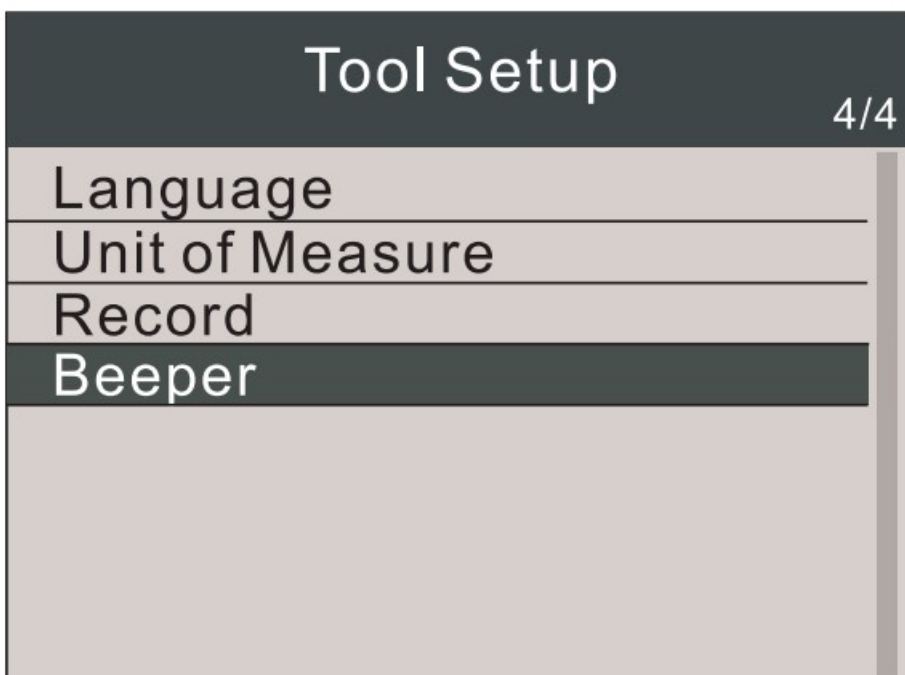 Tool Setup
4/4
Language
Unit of Measure
Record
Beeper